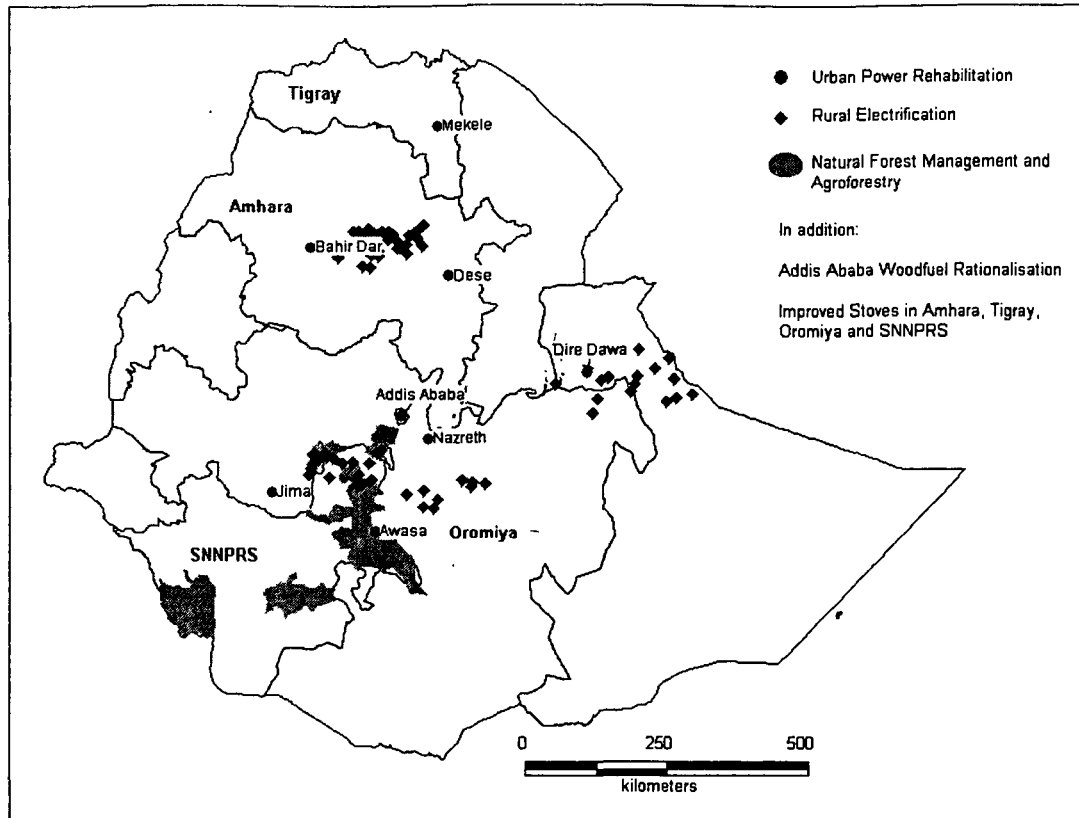 Tigray
Mekele
Amhara
Bahir Dar
Dese
Dire Dawa
Addis Ababa
Nazreth
Jima
Awasa
Oromiya
SNNPRS
Urban Power Rehabilitation
Rural Electrification
Natural Forest Management and
Agroforestry
In addition:
Addis Ababa Woodfuel Rationalisation
Improved Stoves in Amhara, Tigray,
Oromiya and SNNPRS
0 250 500
kilometers